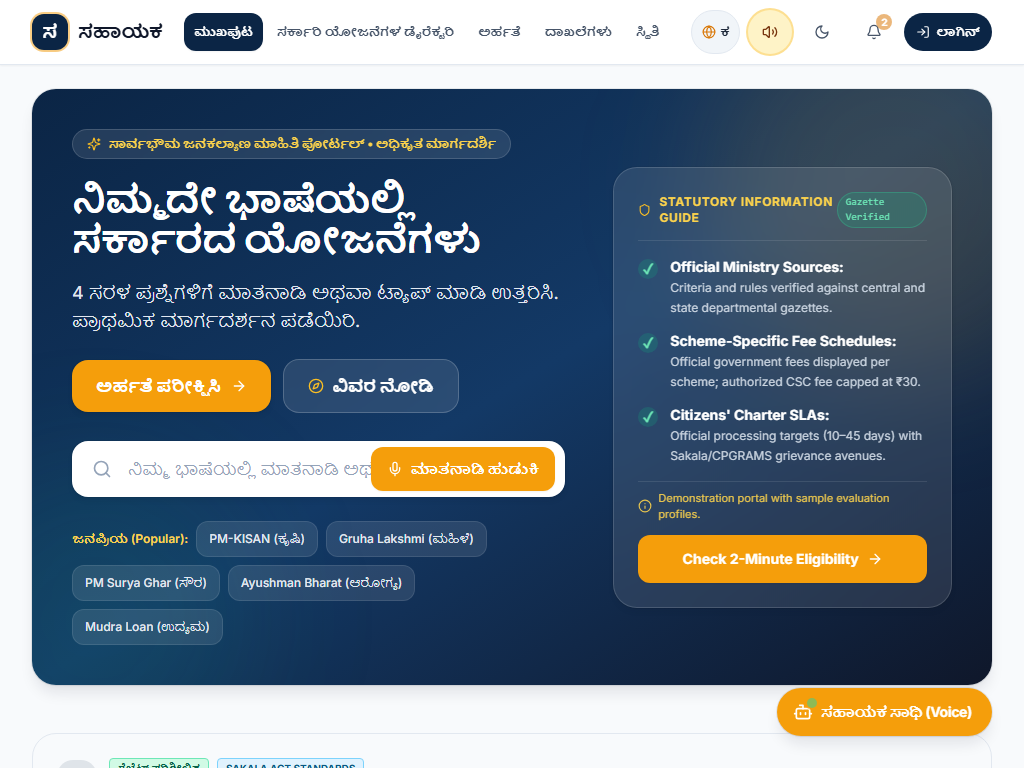 ಸ ಸಹಾಯಕ ಮುಖಪುಟ ಸರ್ಕಾರಿ ಯೋಜನೆಗಳ ಡೈರೆಕ್ಟರಿ ಅರ್ಹತೆ ದಾಖಲೆಗಳು ಸ್ಥಿತಿ ಕ 2 ಲಾಗಿನ್
ಸಾರ್ವಭೌಮ ಜನಕಲ್ಯಾಣ ಮಾಹಿತಿ ಪೋರ್ಟಲ್ • ಅಧಿಕೃತ ಮಾರ್ಗದರ್ಶಿ
ನಿಮ್ಮದೇ ಭಾಷೆಯಲ್ಲಿ
ಸರ್ಕಾರದ ಯೋಜನೆಗಳು
4 ಸರಳ ಪ್ರಶ್ನೆಗಳಿಗೆ ಮಾತನಾಡಿ ಅಥವಾ ಟ್ಯಾಪ್ ಮಾಡಿ ಉತ್ತರಿಸಿ.
ಪ್ರಾಥಮಿಕ ಮಾರ್ಗದರ್ಶನ ಪಡೆಯಿರಿ.
ಅರ್ಹತೆ ಪರೀಕ್ಷಿಸಿ → ವಿವರ ನೋಡಿ
ನಿಮ್ಮ ಭಾಷೆಯಲ್ಲಿ ಮಾತನಾಡಿ ಮಾತನಾಡಿ ಹುಡುಕಿ
ಜನಪ್ರಿಯ (Popular): PM-KISAN (ಕೃಷಿ) Gruha Lakshmi (ಮಹಿಳೆ)
PM Surya Ghar (ಸೌರ) Ayushman Bharat (ಆರೋಗ್ಯ)
Mudra Loan (ಉದ್ಯಮ)
STATUTORY INFORMATION
GUIDE
Gazette
Verified
Official Ministry Sources:
Criteria and rules verified against central and
state departmental gazettes.
Scheme-Specific Fee Schedules:
Official government fees displayed per
scheme; authorized CSC fee capped at ₹30.
Citizens' Charter SLAs:
Official processing targets (10–45 days) with
Sakala/CPGRAMS grievance avenues.
Demonstration portal with sample evaluation
profiles.
Check 2-Minute Eligibility →
ಸಹಾಯಕ ಸಾಥಿ (Voice)
SAKALA ACT STANDARDS